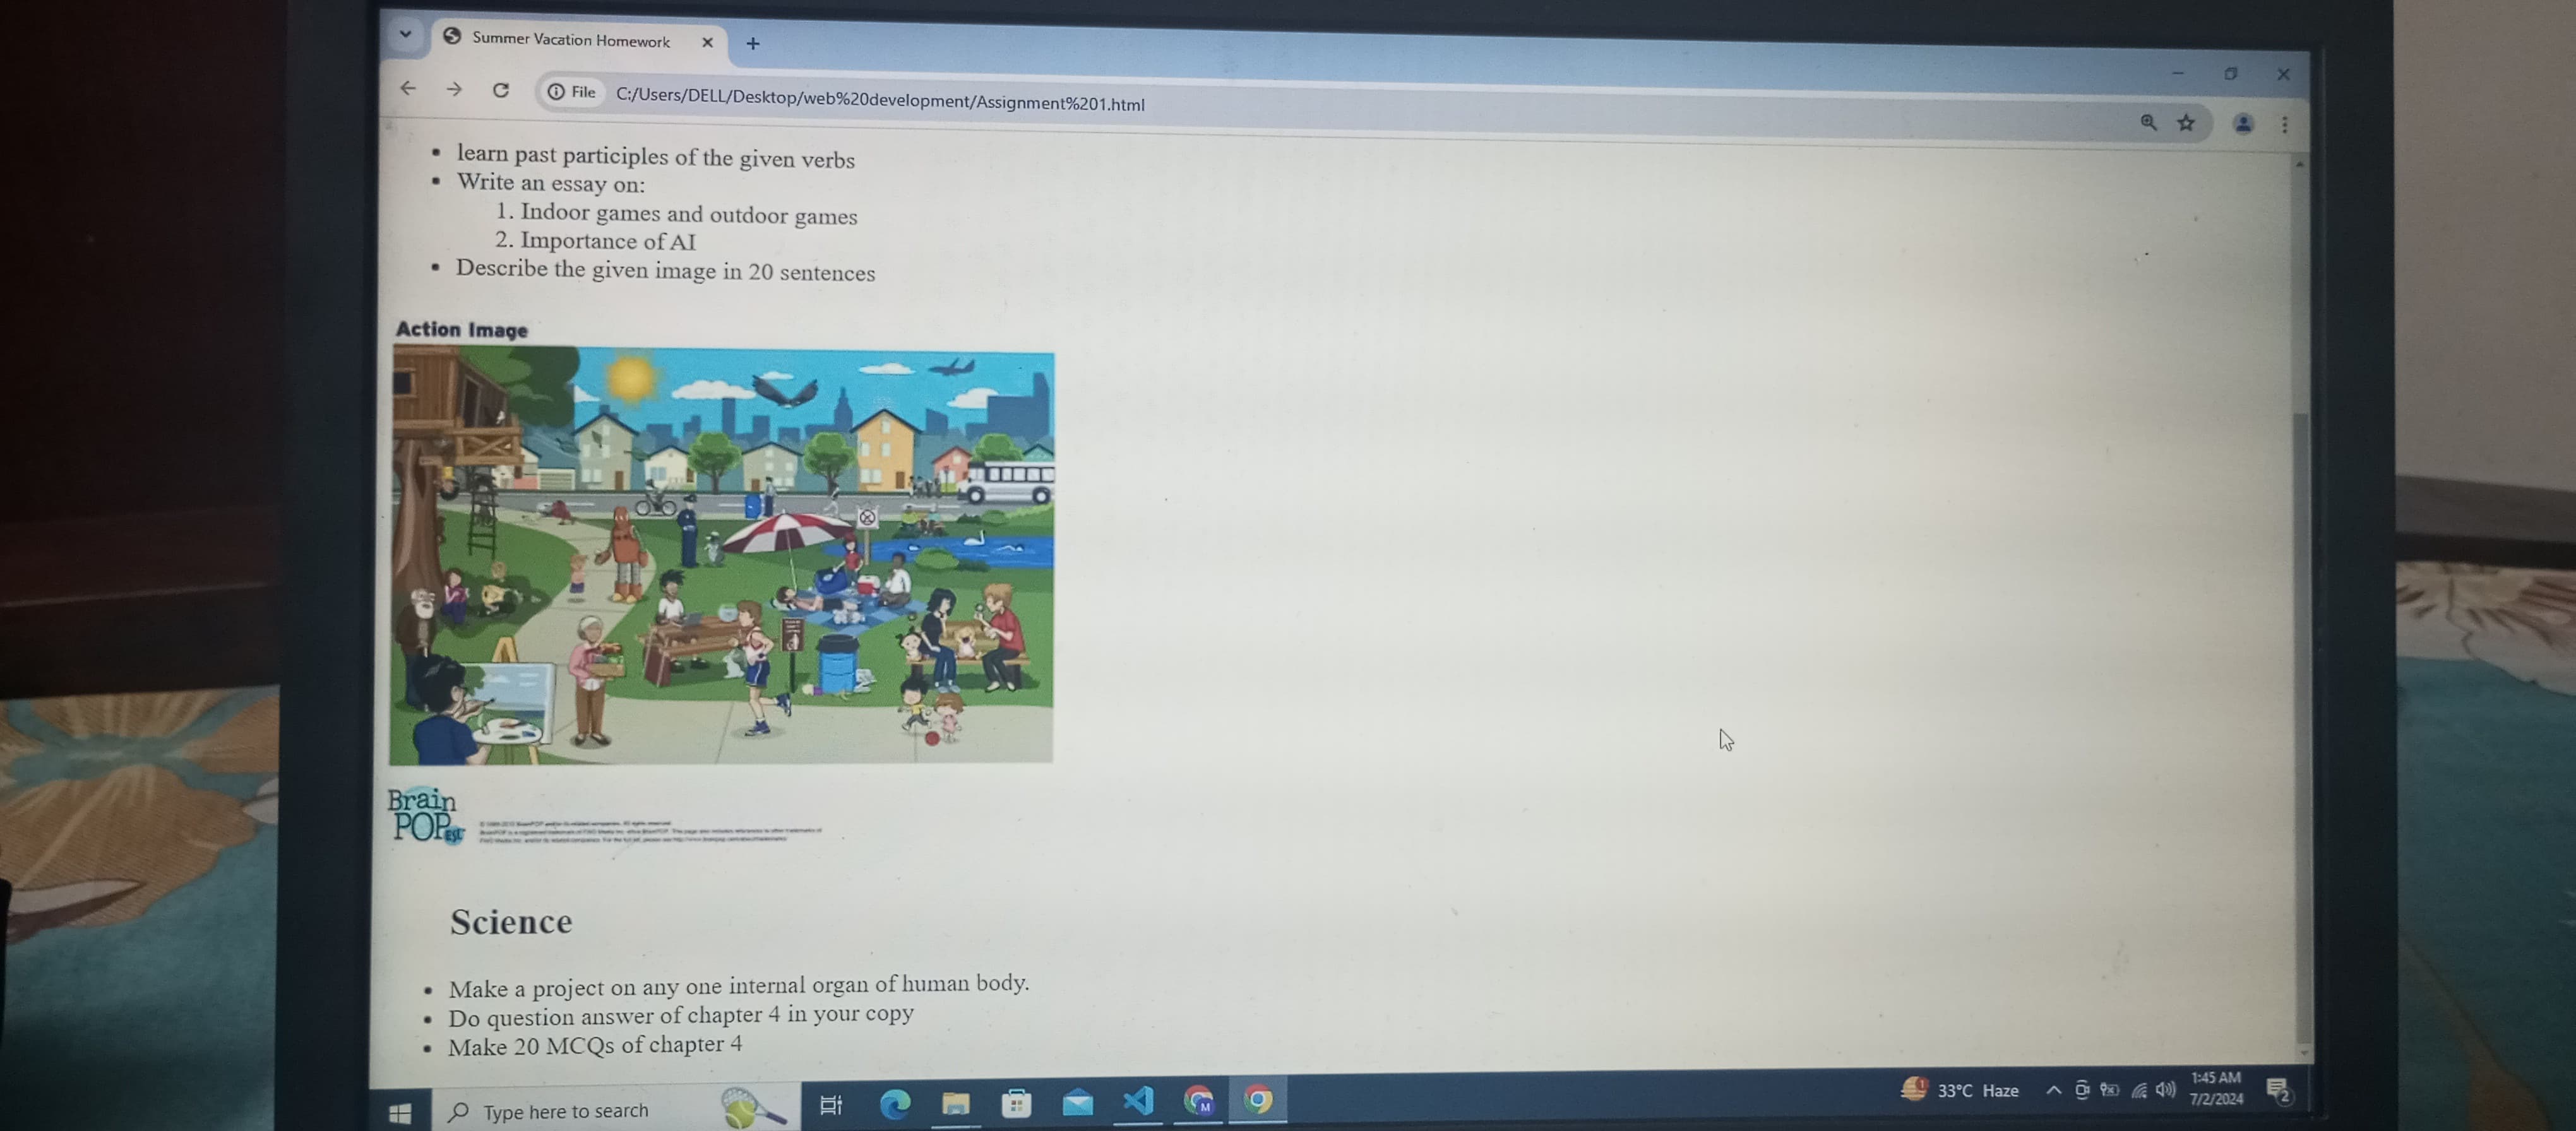 Summer Vacation Homework
File C:/Users/DELL/Desktop/web%20development/Assignment%201.html
learn past participles of the given verbs
Write an essay on:
1. Indoor games and outdoor games
2. Importance of AI
Describe the given image in 20 sentences
Action Image
Brain
POP
ESL
Science
Make a project on any one internal organ of human body.
Do question answer of chapter 4 in your copy
Make 20 MCQs of chapter 4
Type here to search
M
1
33°C Haze
1:45 AM
7/2/2024
2